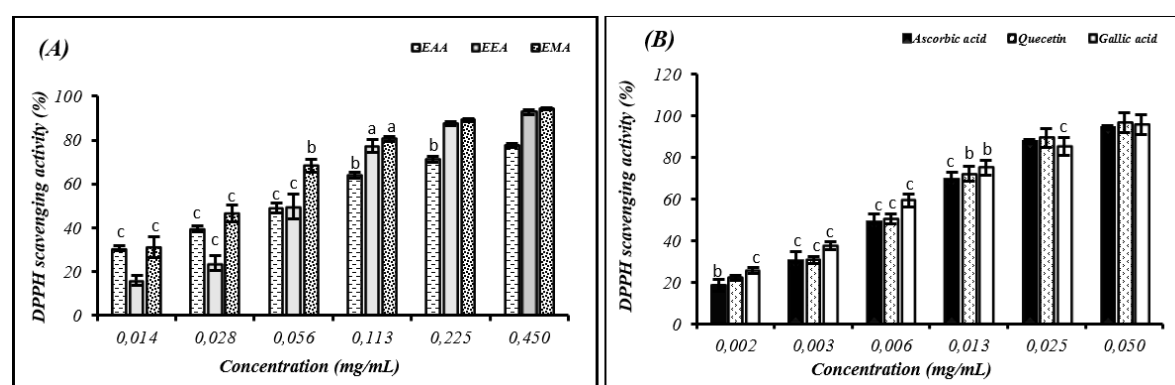 (A)
EAA EEA EMA
DPPH scavenging activity (%)
100
80
60
40
20
0
c c
c c
c c
c c b
b a a
b
0,014 0,028 0,056 0,113 0,225 0,450
Concentration (mg/mL)
(B)
Ascorbic acid Quecetin Gallic acid
DPPH scavenging activity (%)
120
100
80
60
40
20
0
b c
c c c
c c c
c b b
c
0,002 0,003 0,006 0,013 0,025 0,050
Concentration (mg/mL)